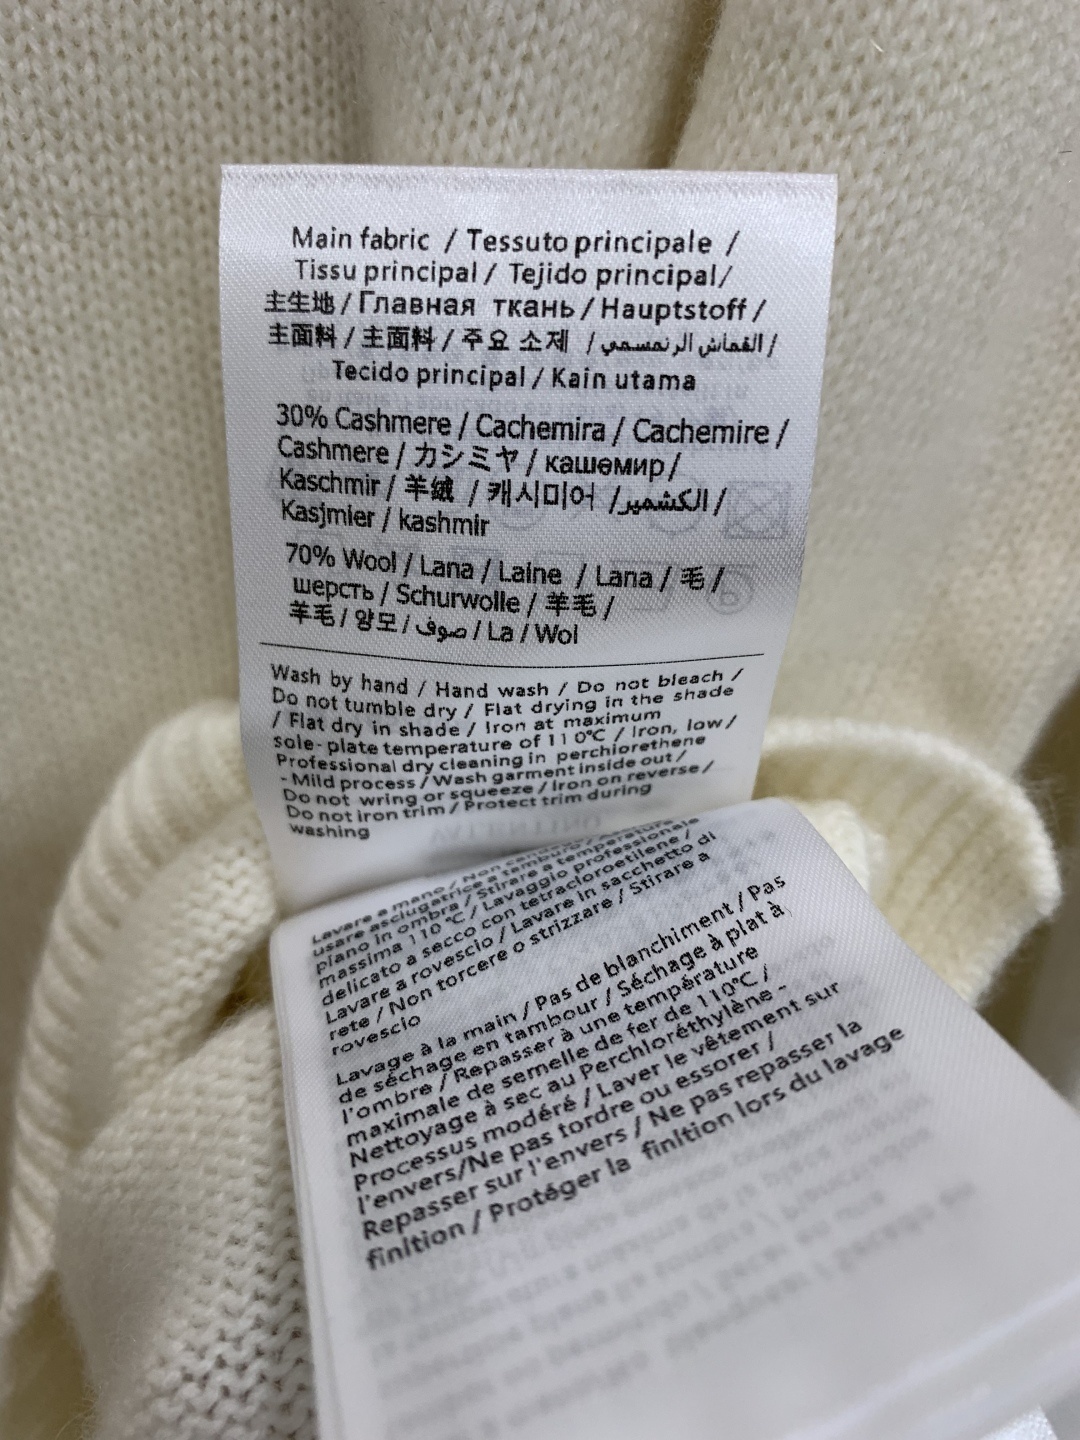 Main fabric / Tessuto principale /
Tissu principal / Tejido principal/
主生地 / Главная ткань / Hauptstoff /
主面料 / 主面料 / 주요 소제 / القماش الرنمسمي /
Tecido principal / Kain utama
30% Cashmere / Cachemira / Cachemire /
Cashmere / カシミヤ / кашемир /
Kaschmir / 羊绒 / 캐시미어 / الكشمير /
Kasjmier / kashmir
70% Wool / Lana / Laine / Lana / 毛 /
шерсть / Schurwolle / 羊毛 /
羊毛 / 양모 / صوف / La / Wol
Wash by hand / Hand wash / Do not bleach /
Do not tumble dry / Flat drying in the shade
/ Flat dry in shade / Iron at maximum
sole-plate temperature of 110°C / Iron, low /
Professional dry cleaning in perchlorethene
- Mild process / Wash garment inside out /
Do not wring or squeeze / Iron on reverse /
Do not iron trim / Protect trim during
washing
VALENTINO
Lavare a mano / Non
usare asciugatrice a tamburo /
piano in ombra / Stirare a temperatura
massima 110 °C / Lavaggio professionale
delicato a secco con tetracloroetilene /
Lavare a rovescio / Lavare in sacchetto di
rete / Non torcere o strizzare / Stirare a
rovescio
Lavage à la main / Pas de blanchiment / Pas
de séchage en tambour / Séchage à plat à
l'ombre / Repasser à une température
maximale de semelle de fer de 110°C /
Nettoyage à sec au Perchloréthylène -
Processus modéré / Laver le vêtement sur
l'envers/Ne pas tordre ou essorer /
Repasser sur l'envers / Ne pas repasser la
finition / Protéger la finition lors du lavage